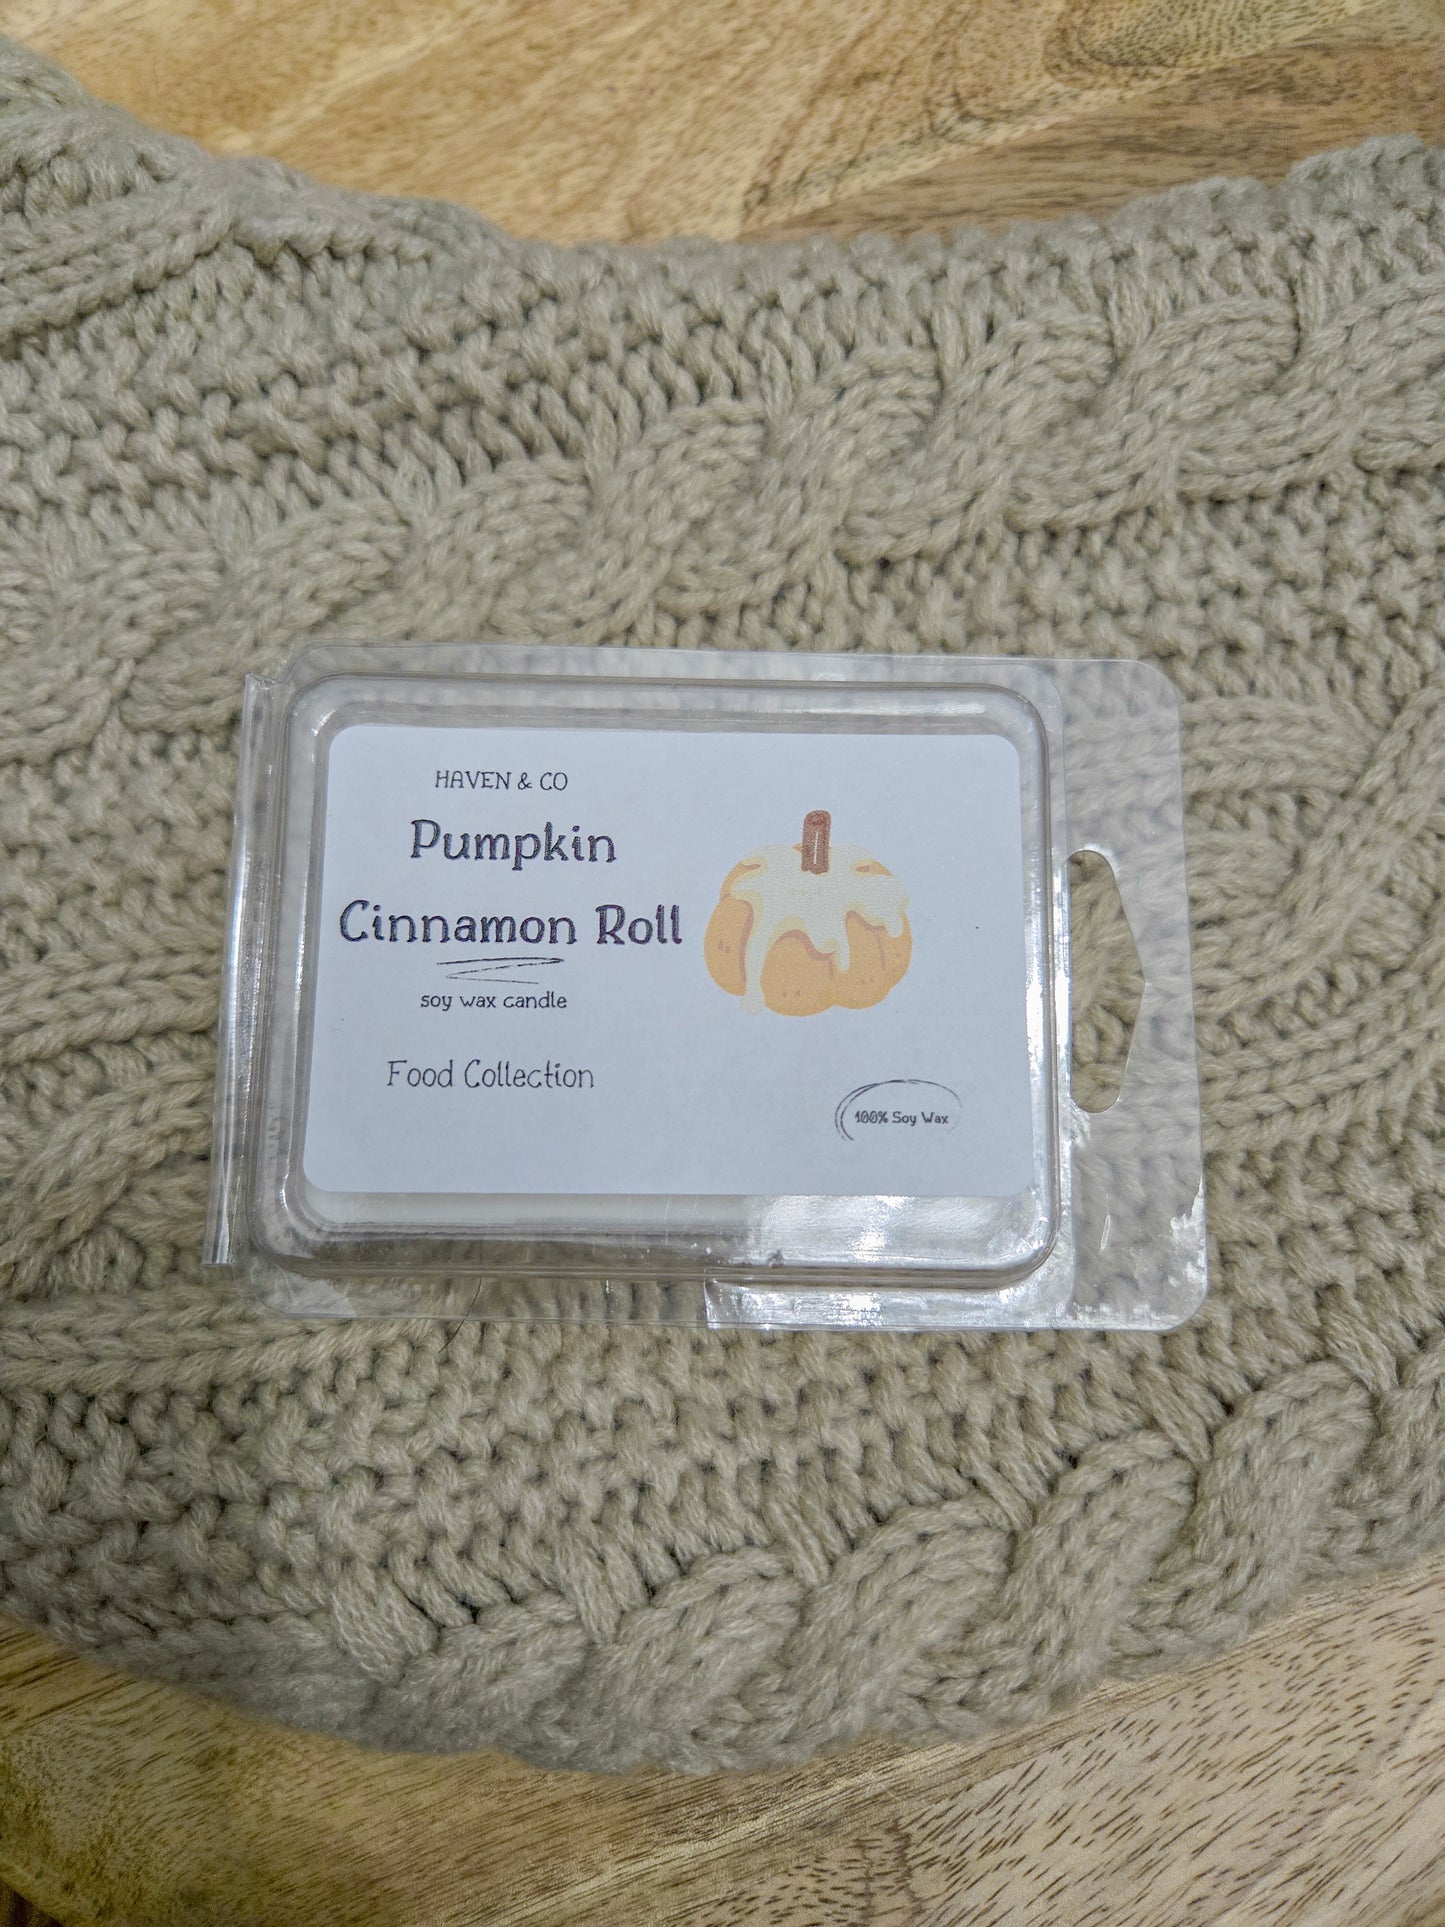 HAVEN & CO
Pumpkin
Cinnamon Roll
soy wax candle
Food Collection
100% Soy Wax